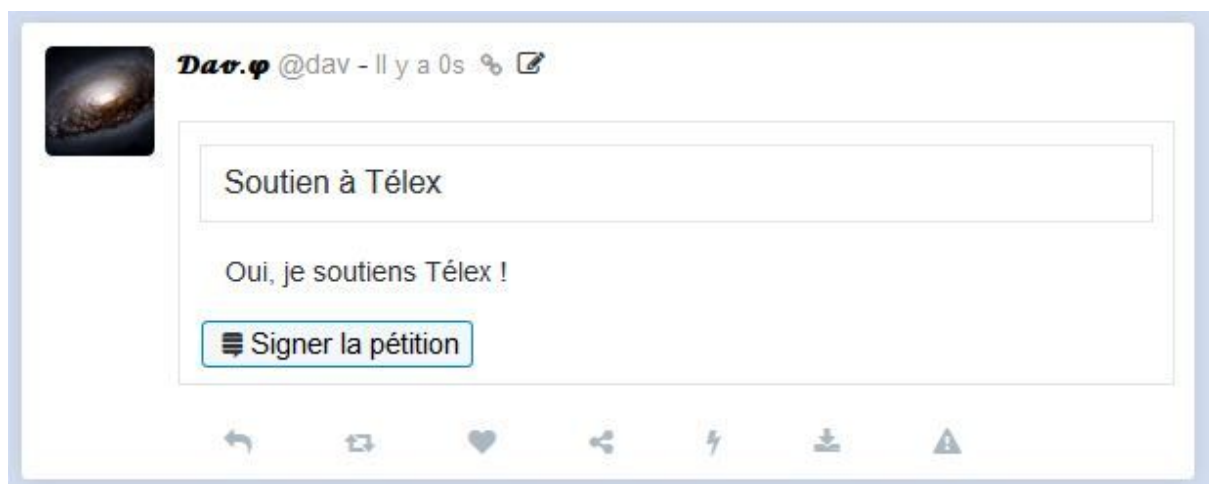 𝓓𝓪𝓿.𝝋 @dav - Il y a 0s
Soutien à Télex
Oui, je soutiens Télex !
Signer la pétition